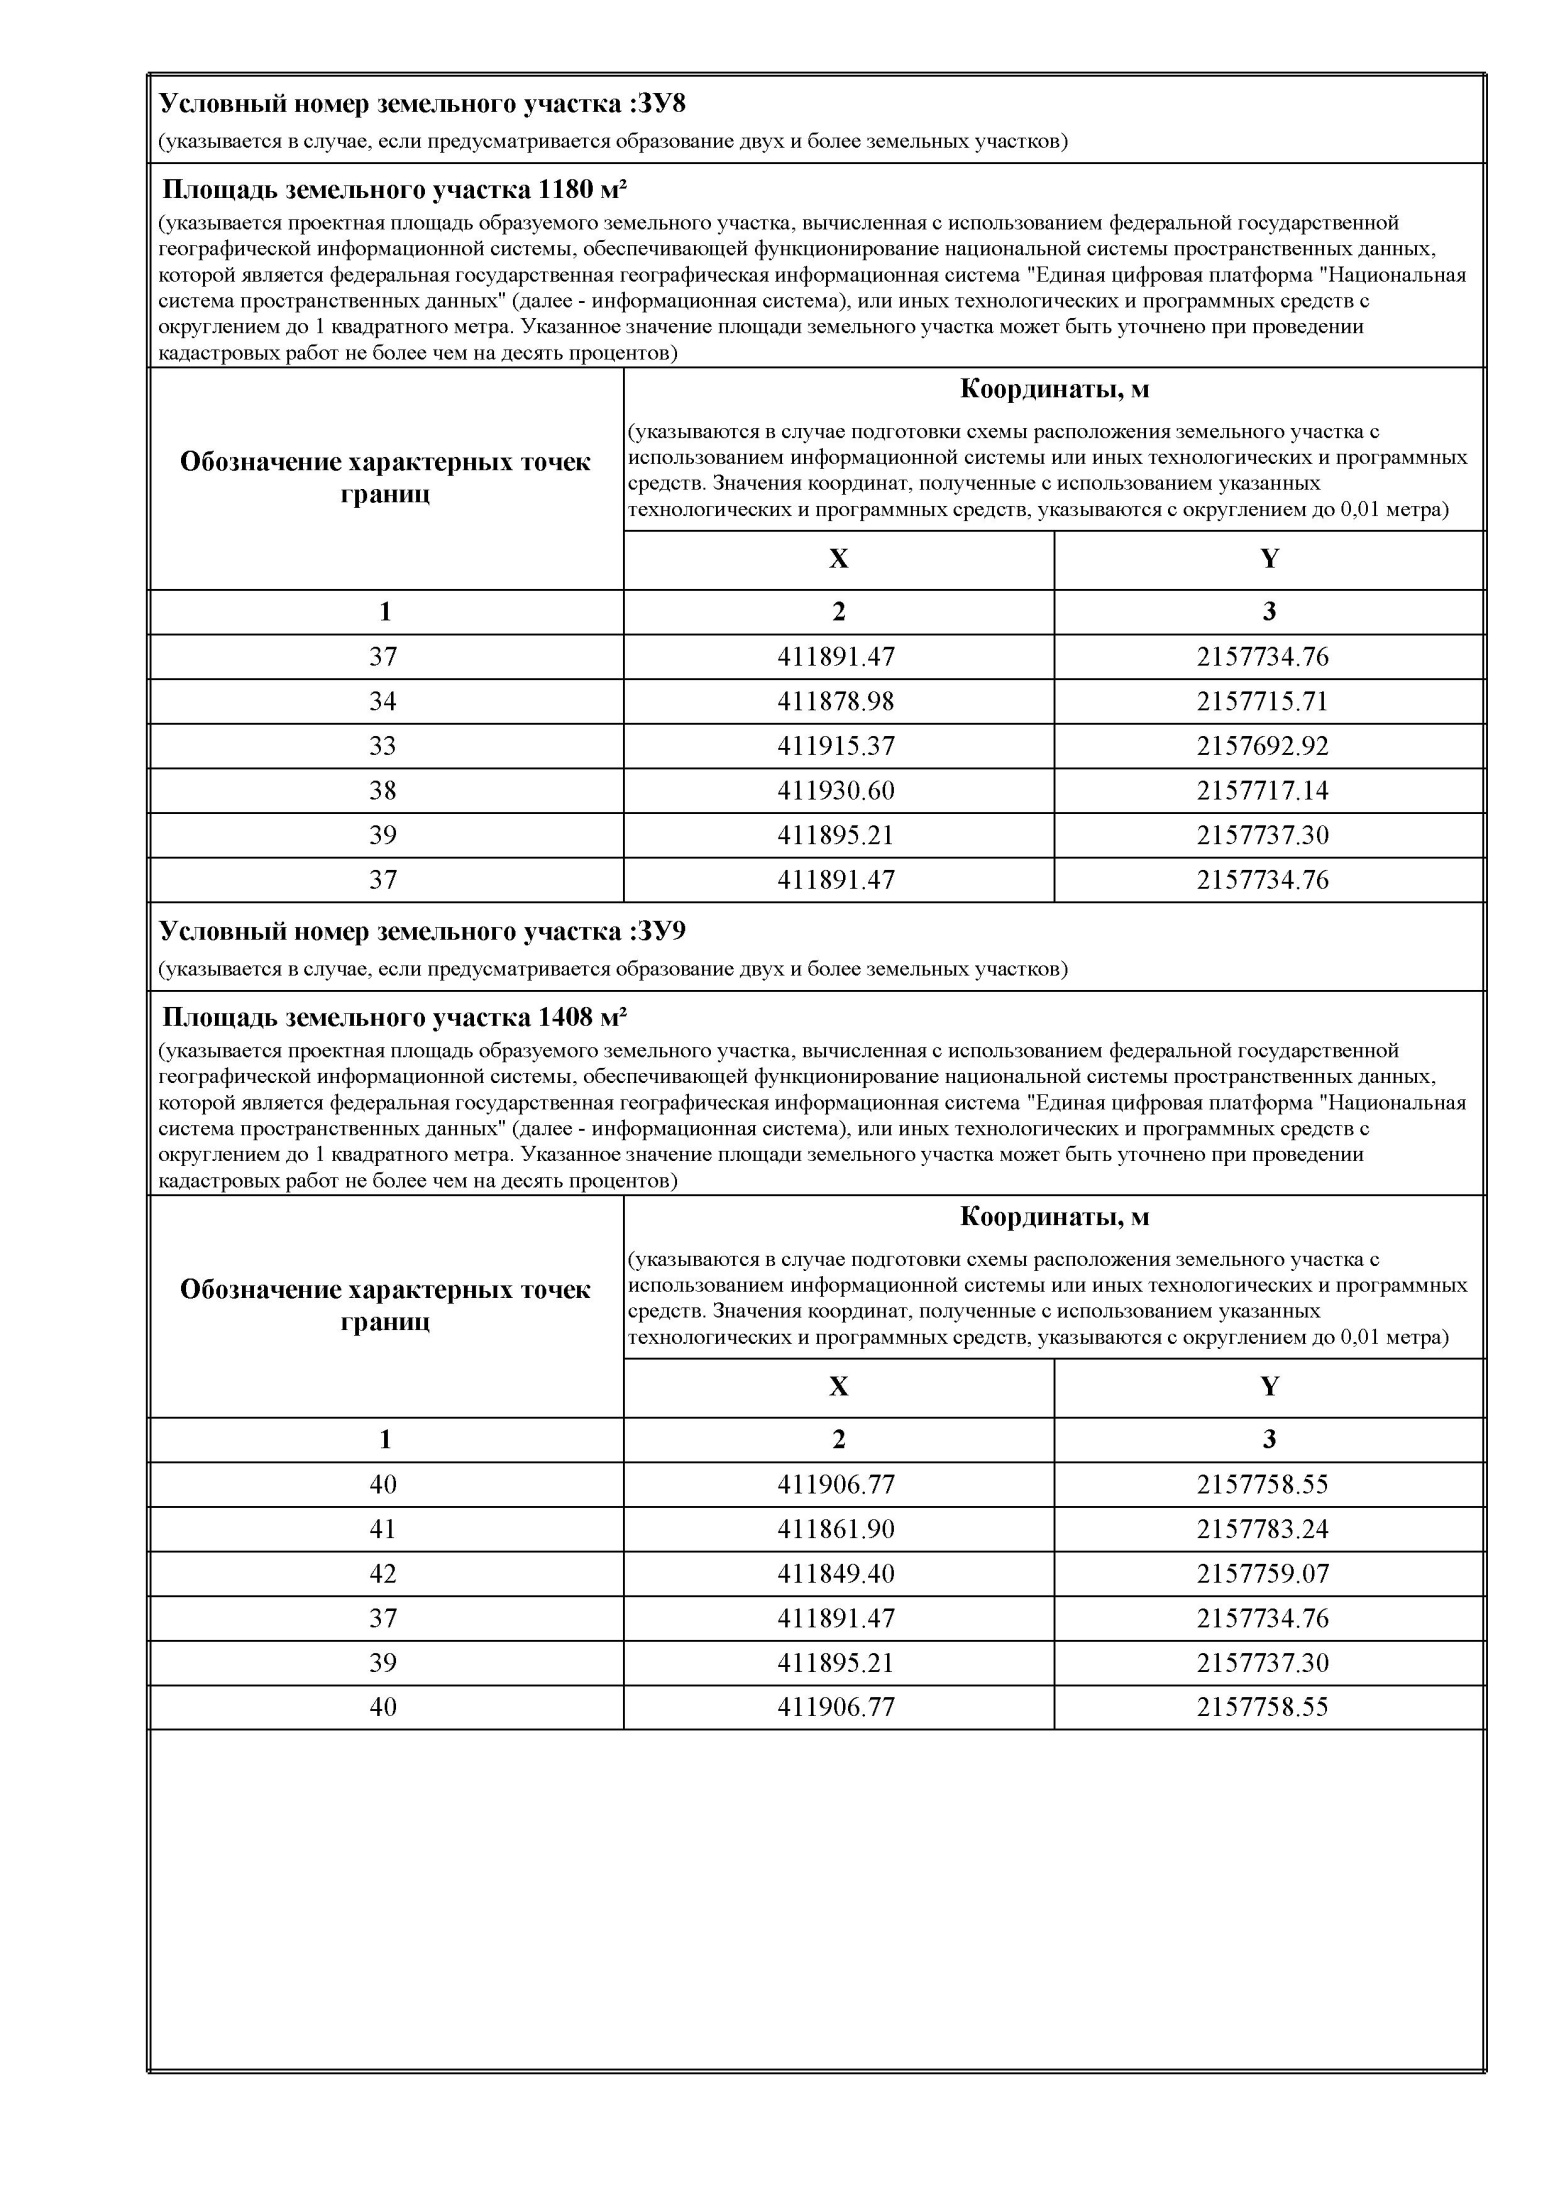 Условный номер земельного участка :ЗУ8
(указывается в случае, если предусматривается образование двух и более земельных участков)
Площадь земельного участка 1180 м²
(указывается проектная площадь образуемого земельного участка, вычисленная с использованием федеральной государственной
географической информационной системы, обеспечивающей функционирование национальной системы пространственных данных,
которой является федеральная государственная географическая информационная система "Единая цифровая платформа "Национальная
система пространственных данных" (далее - информационная система), или иных технологических и программных средств с
округлением до 1 квадратного метра. Указанное значение площади земельного участка может быть уточнено при проведении
кадастровых работ не более чем на десять процентов)
Обозначение характерных точек
границ
Координаты, м
(указываются в случае подготовки схемы расположения земельного участка с
использованием информационной системы или иных технологических и программных
средств. Значения координат, полученные с использованием указанных
технологических и программных средств, указываются с округлением до 0,01 метра)
X Y
1 2 3
37 411891.47 2157734.76
34 411878.98 2157715.71
33 411915.37 2157692.92
38 411930.60 2157717.14
39 411895.21 2157737.30
37 411891.47 2157734.76
Условный номер земельного участка :ЗУ9
(указывается в случае, если предусматривается образование двух и более земельных участков)
Площадь земельного участка 1408 м²
(указывается проектная площадь образуемого земельного участка, вычисленная с использованием федеральной государственной
географической информационной системы, обеспечивающей функционирование национальной системы пространственных данных,
которой является федеральная государственная географическая информационная система "Единая цифровая платформа "Национальная
система пространственных данных" (далее - информационная система), или иных технологических и программных средств с
округлением до 1 квадратного метра. Указанное значение площади земельного участка может быть уточнено при проведении
кадастровых работ не более чем на десять процентов)
Обозначение характерных точек
границ
Координаты, м
(указываются в случае подготовки схемы расположения земельного участка с
использованием информационной системы или иных технологических и программных
средств. Значения координат, полученные с использованием указанных
технологических и программных средств, указываются с округлением до 0,01 метра)
X Y
1 2 3
40 411906.77 2157758.55
41 411861.90 2157783.24
42 411849.40 2157759.07
37 411891.47 2157734.76
39 411895.21 2157737.30
40 411906.77 2157758.55